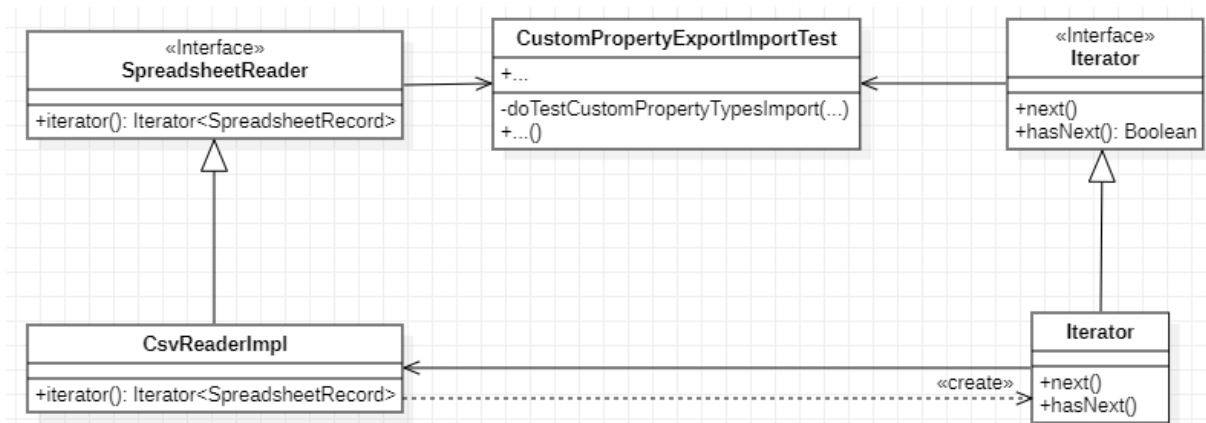 «Interface»
SpreadsheetReader
+iterator(): Iterator<SpreadsheetRecord>
CustomPropertyExportImportTest
+...
-doTestCustomPropertyTypesImport(...)
+...()
«Interface»
Iterator
+next()
+hasNext(): Boolean
CsvReaderImpl
+iterator(): Iterator<SpreadsheetRecord>
«create»
Iterator
+next()
+hasNext()